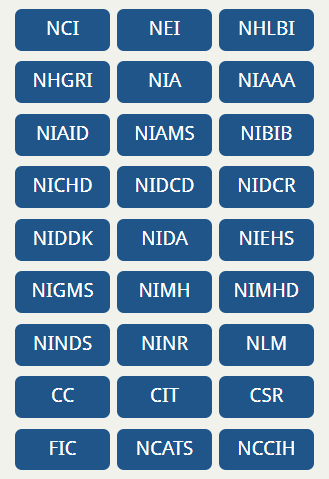 NCI NEI NHLBI
NHGRI NIA NIAAA
NIAID NIAMS NIBIB
NICHD NIDCD NIDCR
NIDDK NIDA NIEHS
NIGMS NIMH NIMHD
NINDS NINR NLM
CC CIT CSR
FIC NCATS NCCIH